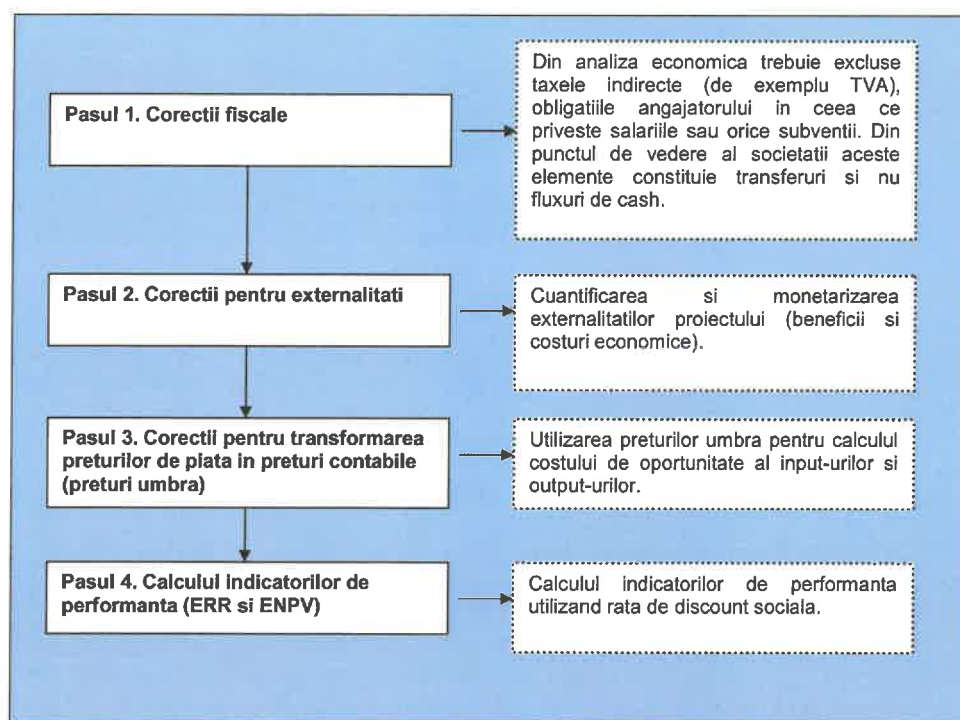 Pasul 1. Corectii fiscale
Din analiza economica trebuie excluse
taxele indirecte (de exemplu TVA),
obligatiile angajatorului in ceea ce
priveste salariile sau orice subventii. Din
punctul de vedere al societatii aceste
elemente constituie transferuri si nu
fluxuri de cash.
Pasul 2. Corectii pentru externalitati
Cuantificarea si monetarizarea
externalitatilor proiectului (beneficii si
costuri economice).
Pasul 3. Corectii pentru transformarea
preturilor de piata in preturi contabile
(preturi umbra)
Utilizarea preturilor umbra pentru calculul
costului de oportunitate al input-urilor si
output-urilor.
Pasul 4. Calculul indicatorilor de
performanta (ERR si ENPV)
Calculul indicatorilor de performanta
utilizand rata de discount sociala.